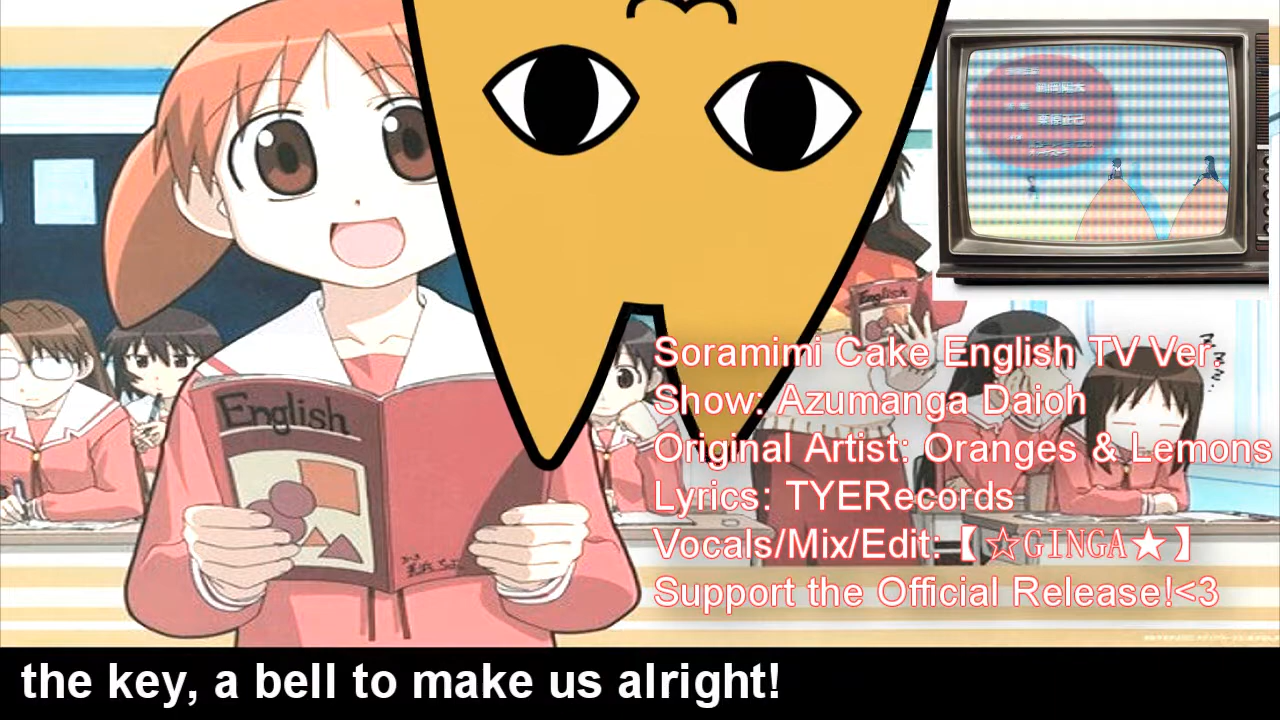 English
English
Soramimi Cake English TV Ver.
Show: Azumanga Daioh
Original Artist: Oranges & Lemons
Lyrics: TYERecords
Vocals/Mix/Edit:【☆GINGA★】
Support the Official Release!<3
the key, a bell to make us alright!